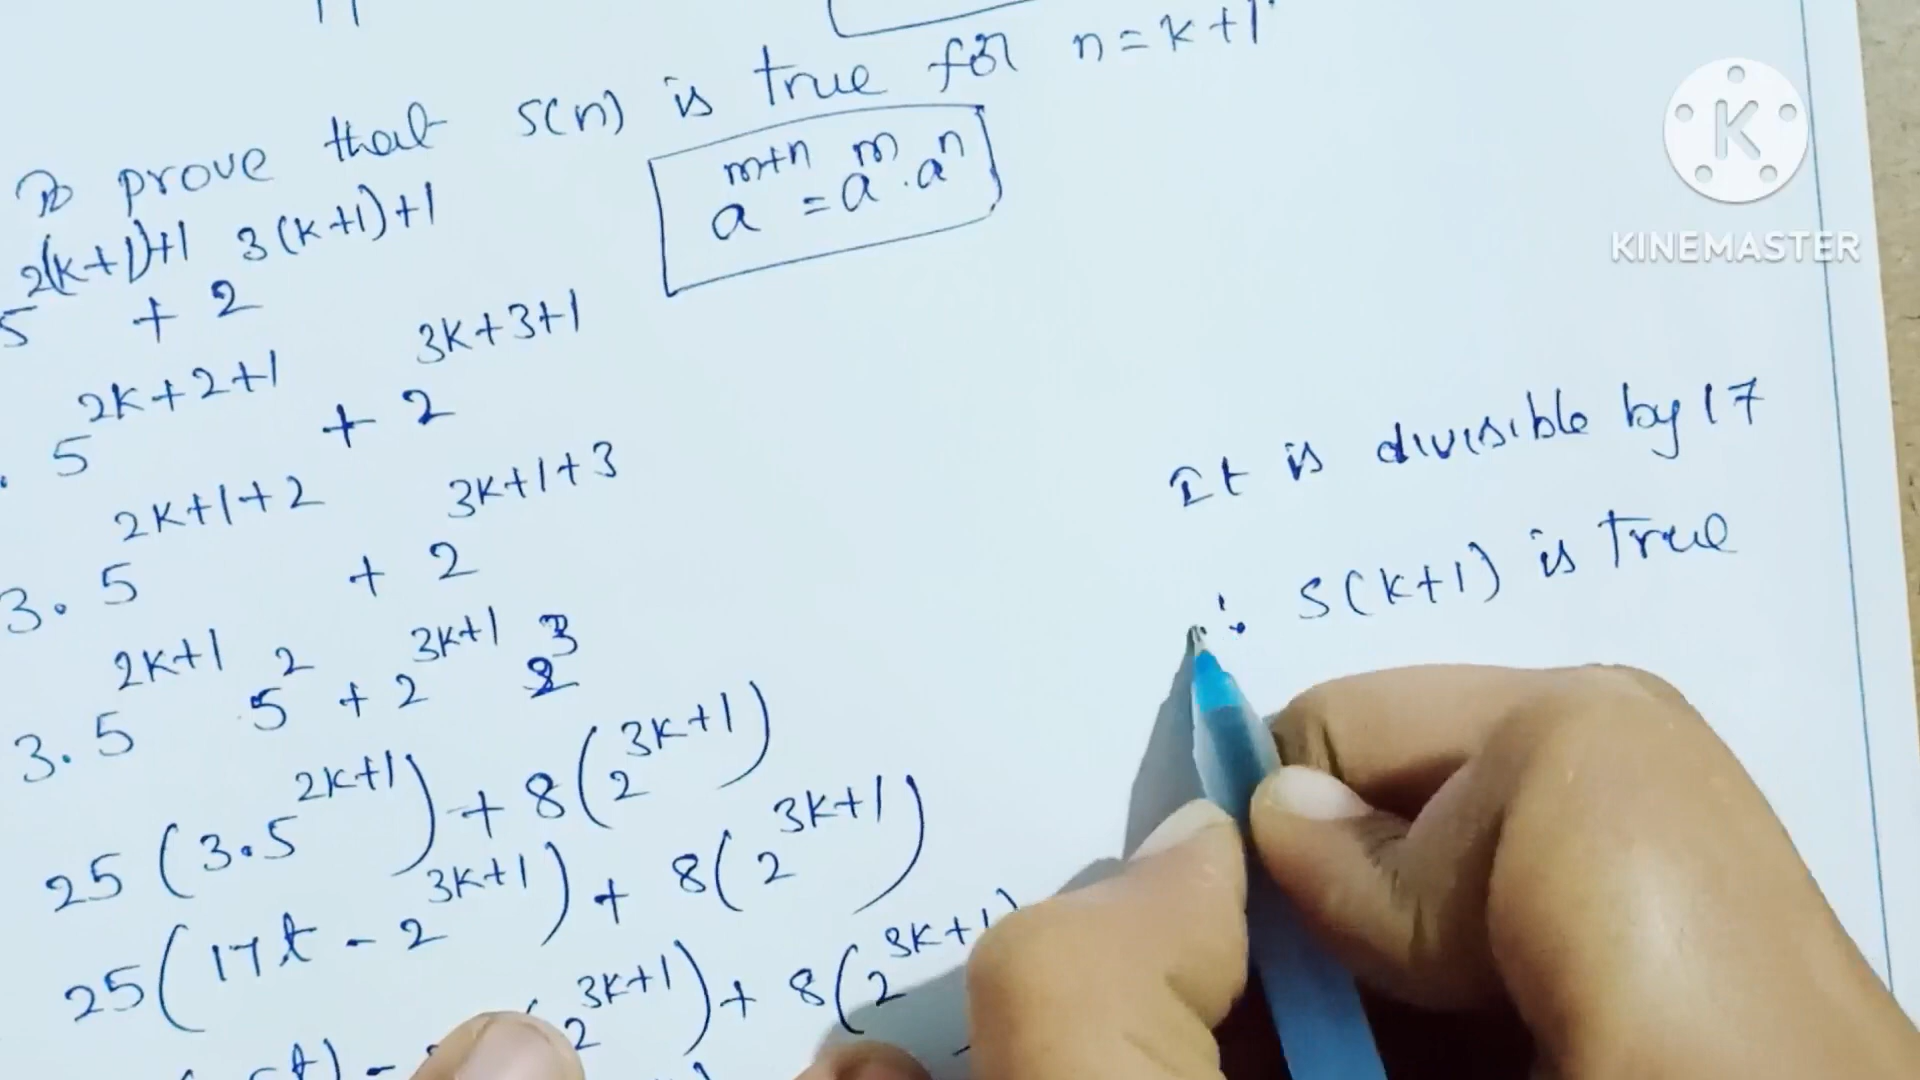 To prove that S(n) is true for n=k+1
a^{m+n} = a^m . a^n
5^{2(k+1)+1} + 2^{3(k+1)+1}
. 5^{2k+2+1} + 2^{3k+3+1}
3. 5^{2k+1+2} + 2^{3k+1+3}
3. 5^{2k+1} 5^2 + 2^{3k+1} 2^3
25 (3.5^{2k+1}) + 8(2^{3k+1})
25(17t - 2^{3k+1}) + 8(2^{3k+1})
2^{3k+1}) + 8(2^{3k+1})
It is divisible by 17
∴ S(k+1) is true
K
KINEMASTER